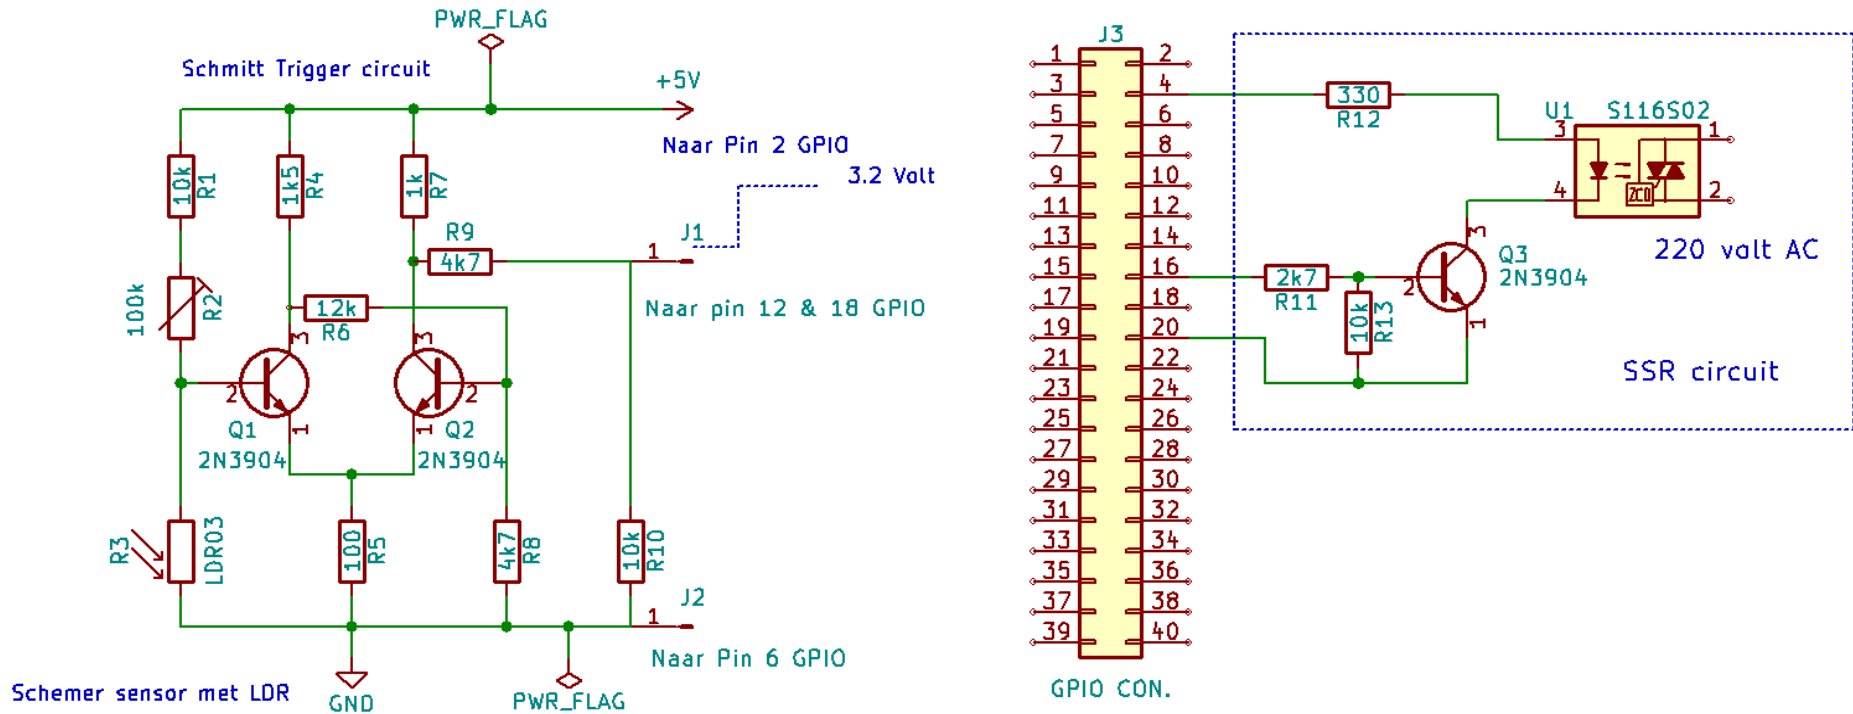 PWR_FLAG
Schmitt Trigger circuit
+5V
Naar Pin 2 GPIO
3.2 Volt
10k
R1
1k5
R4
1k
R7
R9
4k7
1
J1
Naar pin 12 & 18 GPIO
100k
R2
12k
R6
3
3
2
2
1
1
Q1
2N3904
Q2
2N3904
R3
LDR03
100
R5
4k7
R8
10k
R10
1
J2
Naar Pin 6 GPIO
Schemer sensor met LDR
GND
PWR_FLAG
J3
1 2
3 4
5 6
7 8
9 10
11 12
13 14
15 16
17 18
19 20
21 22
23 24
25 26
27 28
29 30
31 32
33 34
35 36
37 38
39 40
GPIO CON.
330
R12
U1
S116S02
3
1
4
2
ZCD
220 volt AC
2k7
R11
10k
R13
2
3
1
Q3
2N3904
SSR circuit